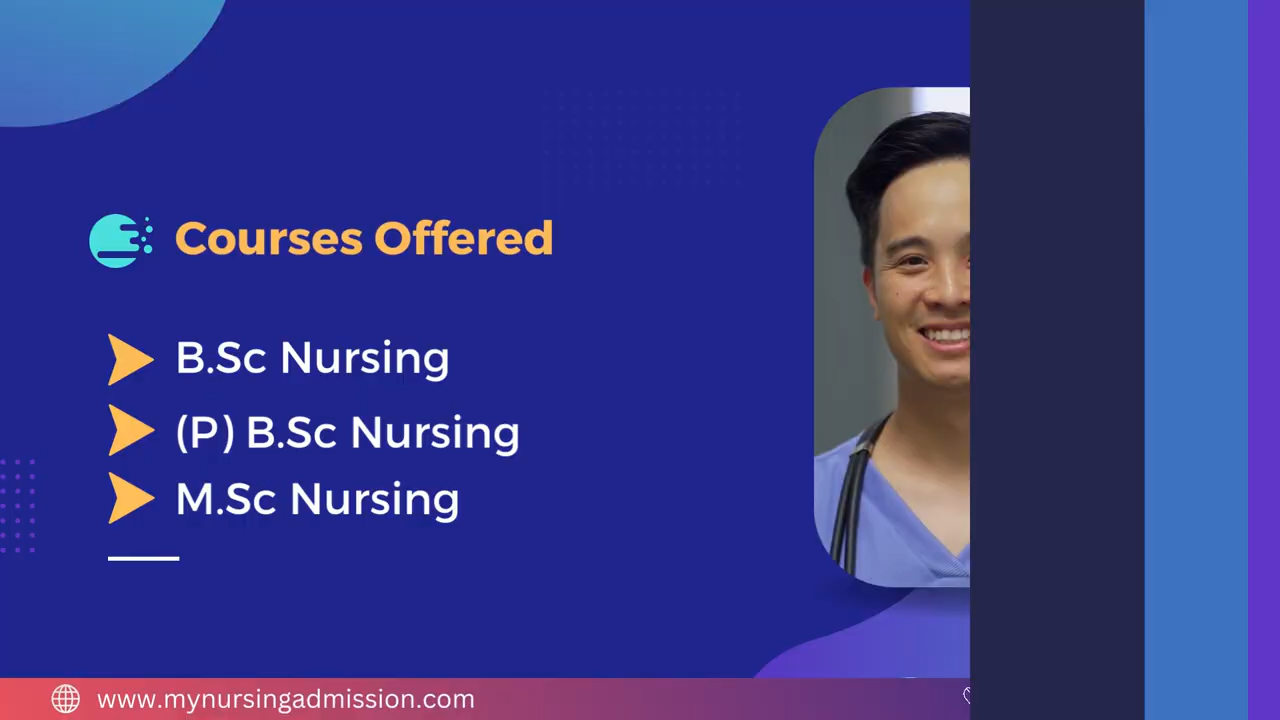 Courses Offered
B.Sc Nursing
(P) B.Sc Nursing
M.Sc Nursing
www.mynursingadmission.com